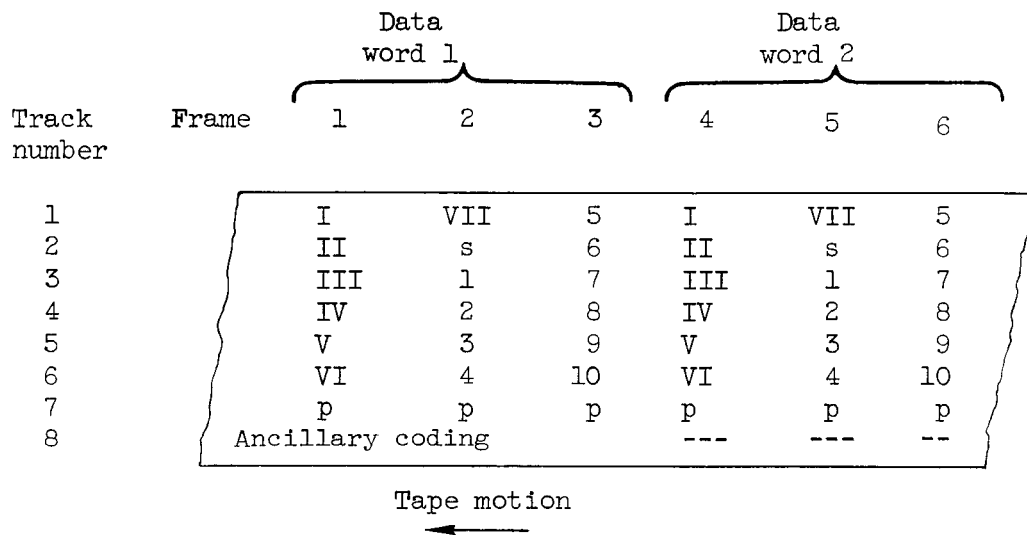 Data Data
word 1 word 2
Track Frame 1 2 3 4 5 6
number
1 I VII 5 I VII 5
2 II s 6 II s 6
3 III 1 7 III 1 7
4 IV 2 8 IV 2 8
5 V 3 9 V 3 9
6 VI 4 10 VI 4 10
7 p p p p p p
8 Ancillary coding --- --- --
Tape motion